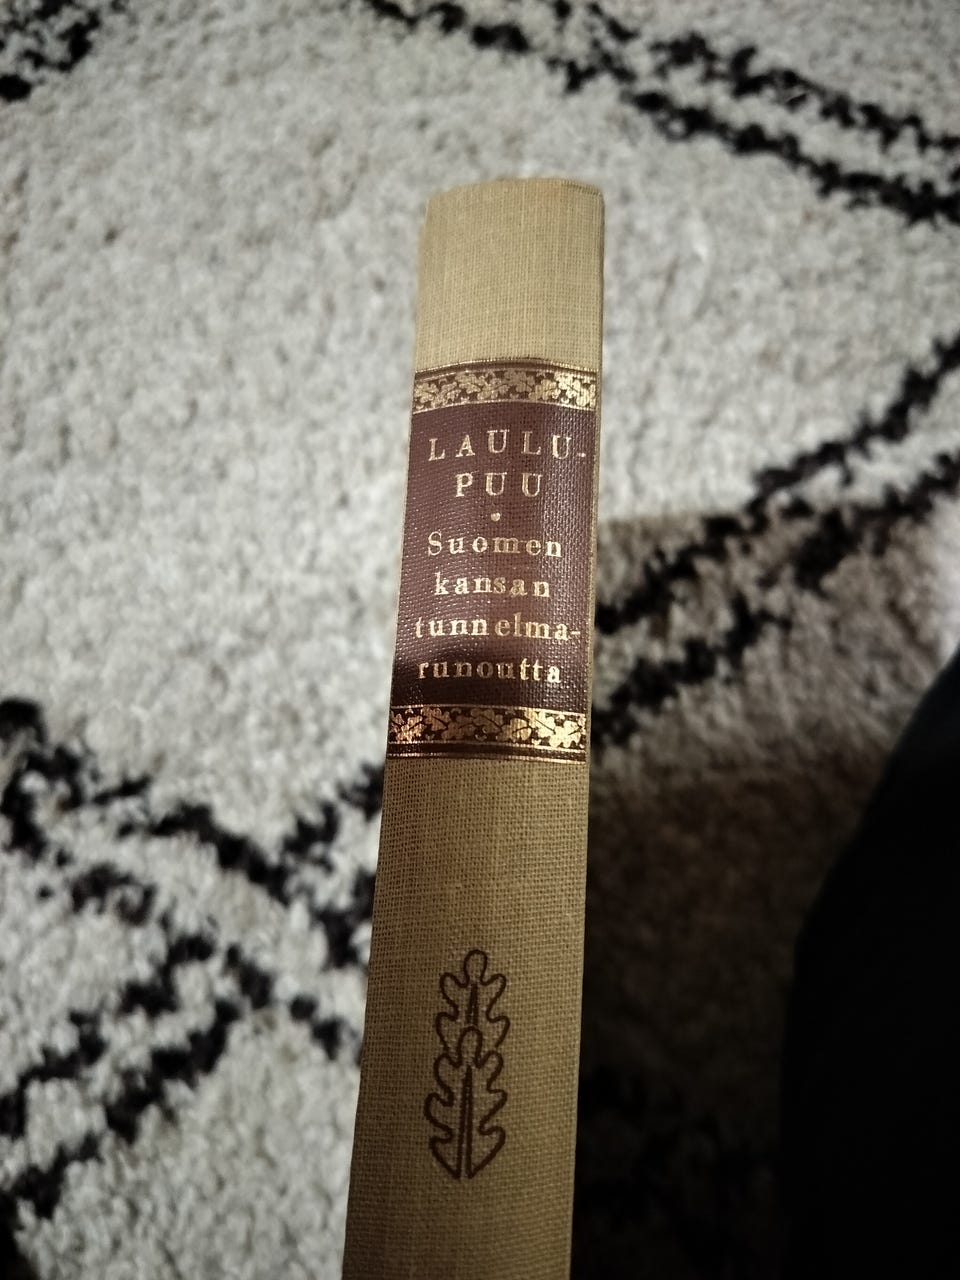 LAULU-
PUU
Suomen
kansan
tunnelma-
runoutta